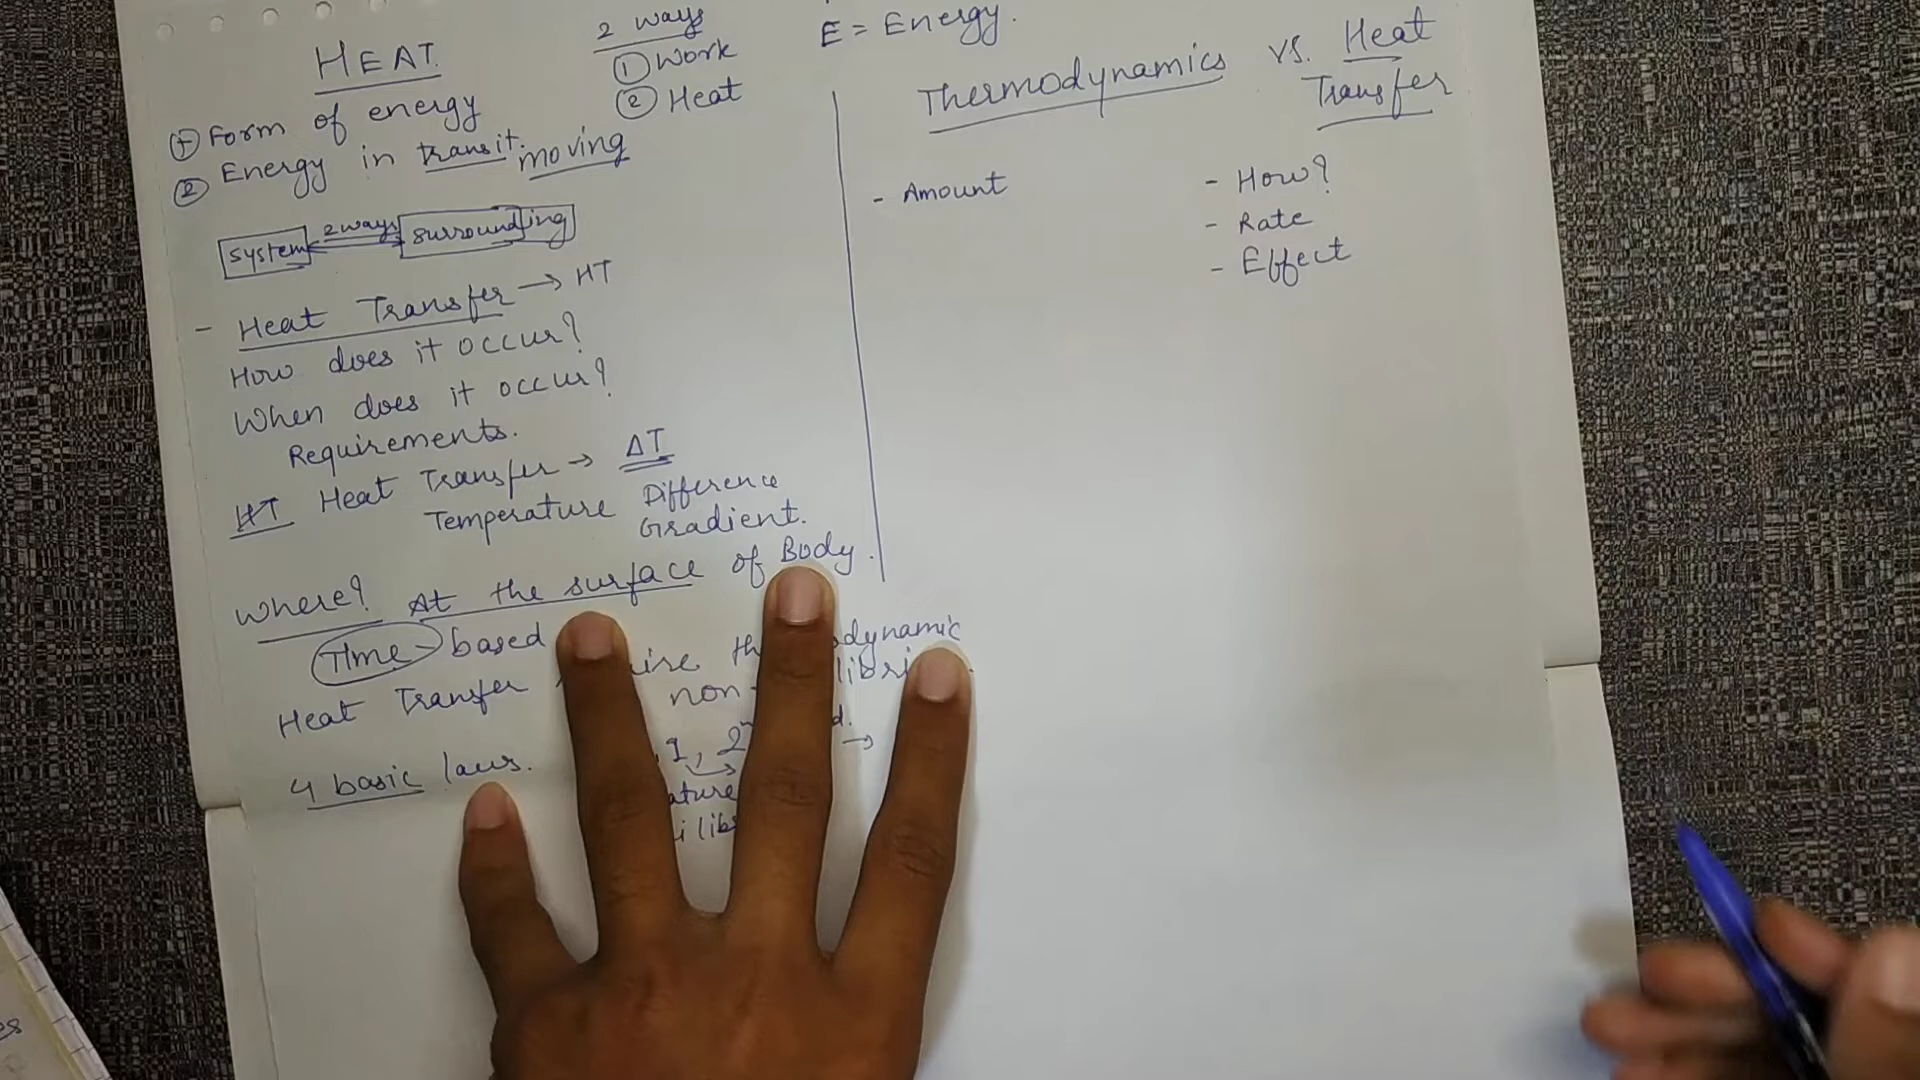 HEAT.
① Form of energy
② Energy in transit. moving
2 ways
① Work
② Heat
system 2 ways surrounding
- Heat Transfer → HT
How does it occur?
When does it occur?
Requirements.
HT Heat Transfer → ΔT
Temperature Difference
Gradient.
Where? At the surface of Body.
Time - based
Heat Transfer non-
4 basic laws. 1, 2 →
E = Energy.
Thermodynamics vs. Heat
Transfer
- Amount
- How?
- Rate
- Effect